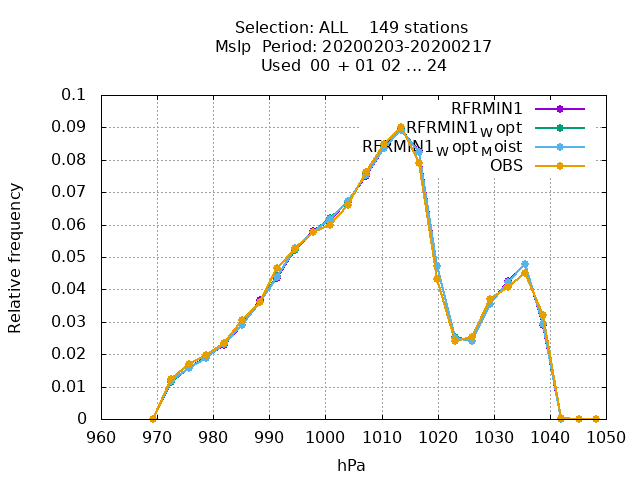 Selection: ALL    149 stations
Mslp  Period: 20200203-20200217
Used  00  + 01 02 ... 24
Relative frequency
0.1
0.09
0.08
0.07
0.06
0.05
0.04
0.03
0.02
0.01
0
RFRMIN1
RFRMIN1Wopt
RFRMIN1WoptMoist
OBS
960 970 980 990 1000 1010 1020 1030 1040 1050
hPa